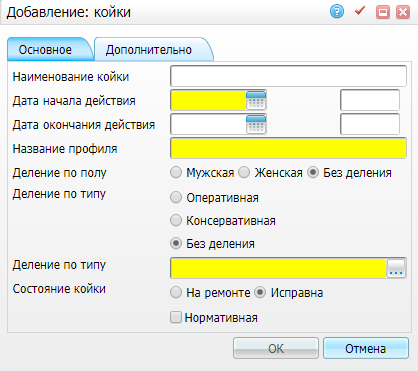 Добавление: койки
Основное Дополнительно
Наименование койки
Дата начала действия
Дата окончания действия
Название профиля
Деление по полу Мужская Женская Без деления
Деление по типу Оперативная
Консервативная
Без деления
Деление по типу ...
Состояние койки На ремонте Исправна
Нормативная
ОК Отмена